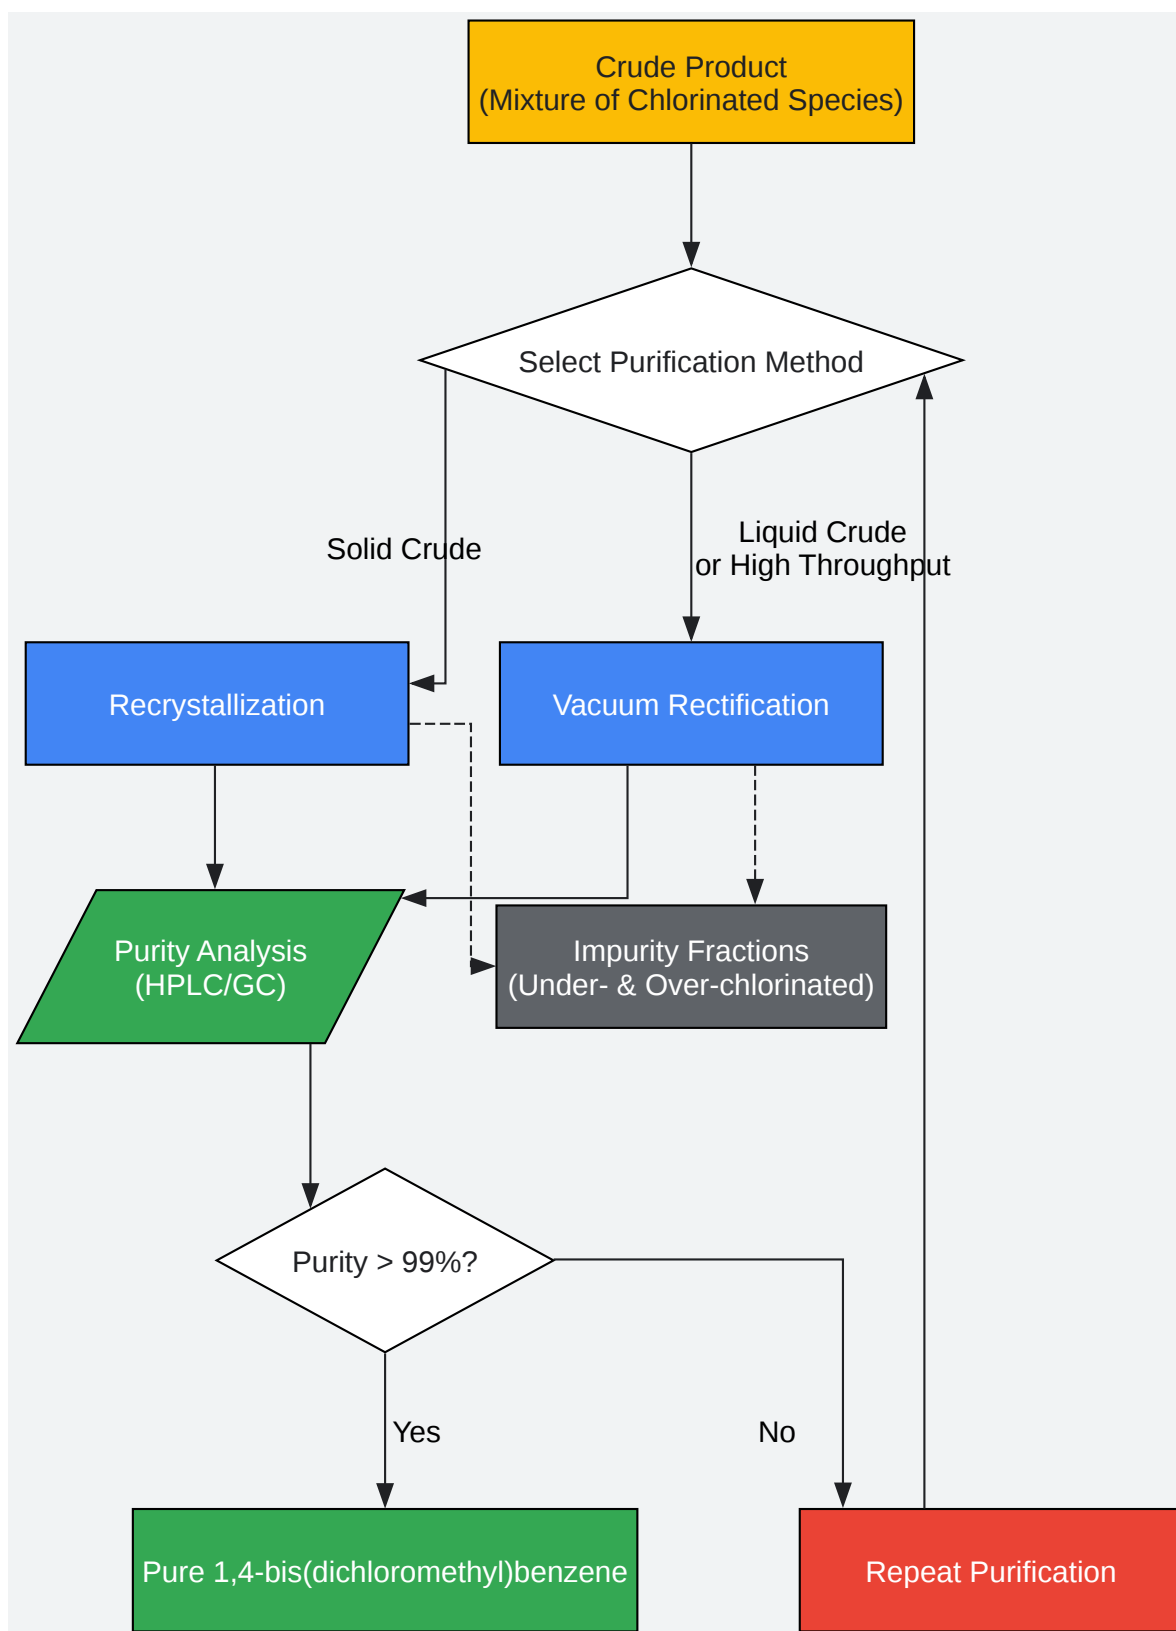 Crude Product
(Mixture of Chlorinated Species)
Select Purification Method
Solid Crude
Liquid Crude
or High Throughput
Recrystallization
Vacuum Rectification
Purity Analysis
(HPLC/GC)
Impurity Fractions
(Under- & Over-chlorinated)
Purity > 99%?
Yes
No
Pure 1,4-bis(dichloromethyl)benzene
Repeat Purification